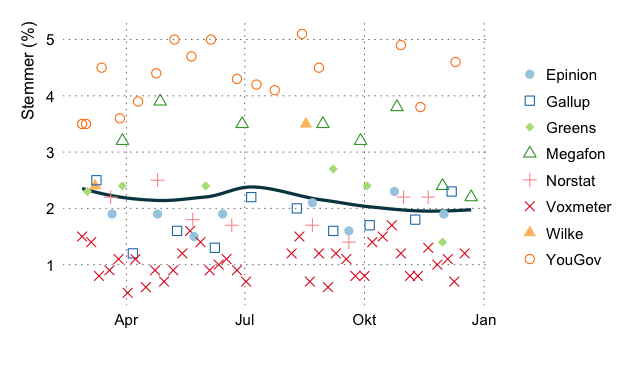 Stemmer (%)
5
4
3
2
1
Apr
Jul
Okt
Jan
Epinion
Gallup
Greens
Megafon
Norstat
Voxmeter
Wilke
YouGov